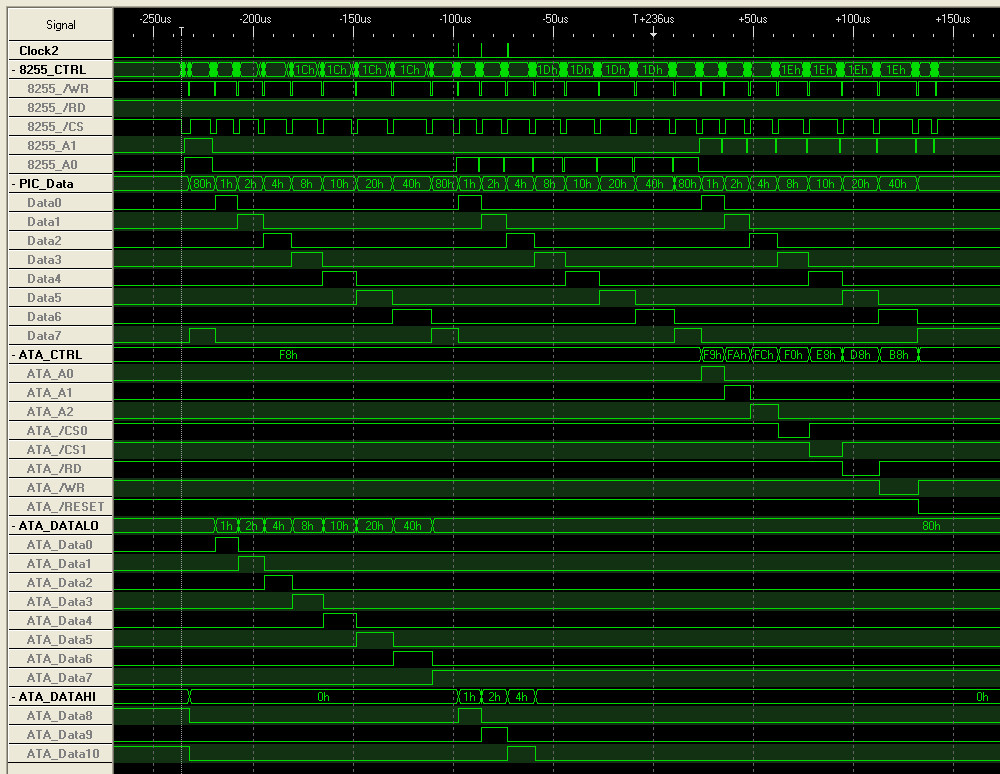 Signal -250us -200us -150us -100us -50us T+236us +50us +100us +150us
Clock2
- 8255_CTRL 1Ch 1Ch 1Ch 1Ch 1Dh 1Dh 1Dh 1Dh 1Eh 1Eh 1Eh 1Eh
8255_/WR
8255_/RD
8255_/CS
8255_A1
8255_A0
- PIC_Data 80h 1h 2h 4h 8h 10h 20h 40h 80h 1h 2h 4h 8h 10h 20h 40h 80h 1h 2h 4h 8h 10h 20h 40h
Data0
Data1
Data2
Data3
Data4
Data5
Data6
Data7
- ATA_CTRL F8h F9h FAh FCh F0h E8h D8h B8h
ATA_A0
ATA_A1
ATA_A2
ATA_/CS0
ATA_/CS1
ATA_/RD
ATA_/WR
ATA_/RESET
- ATA_DATALO 1h 2h 4h 8h 10h 20h 40h 80h
ATA_Data0
ATA_Data1
ATA_Data2
ATA_Data3
ATA_Data4
ATA_Data5
ATA_Data6
ATA_Data7
- ATA_DATAHI 0h 1h 2h 4h 0h
ATA_Data8
ATA_Data9
ATA_Data10